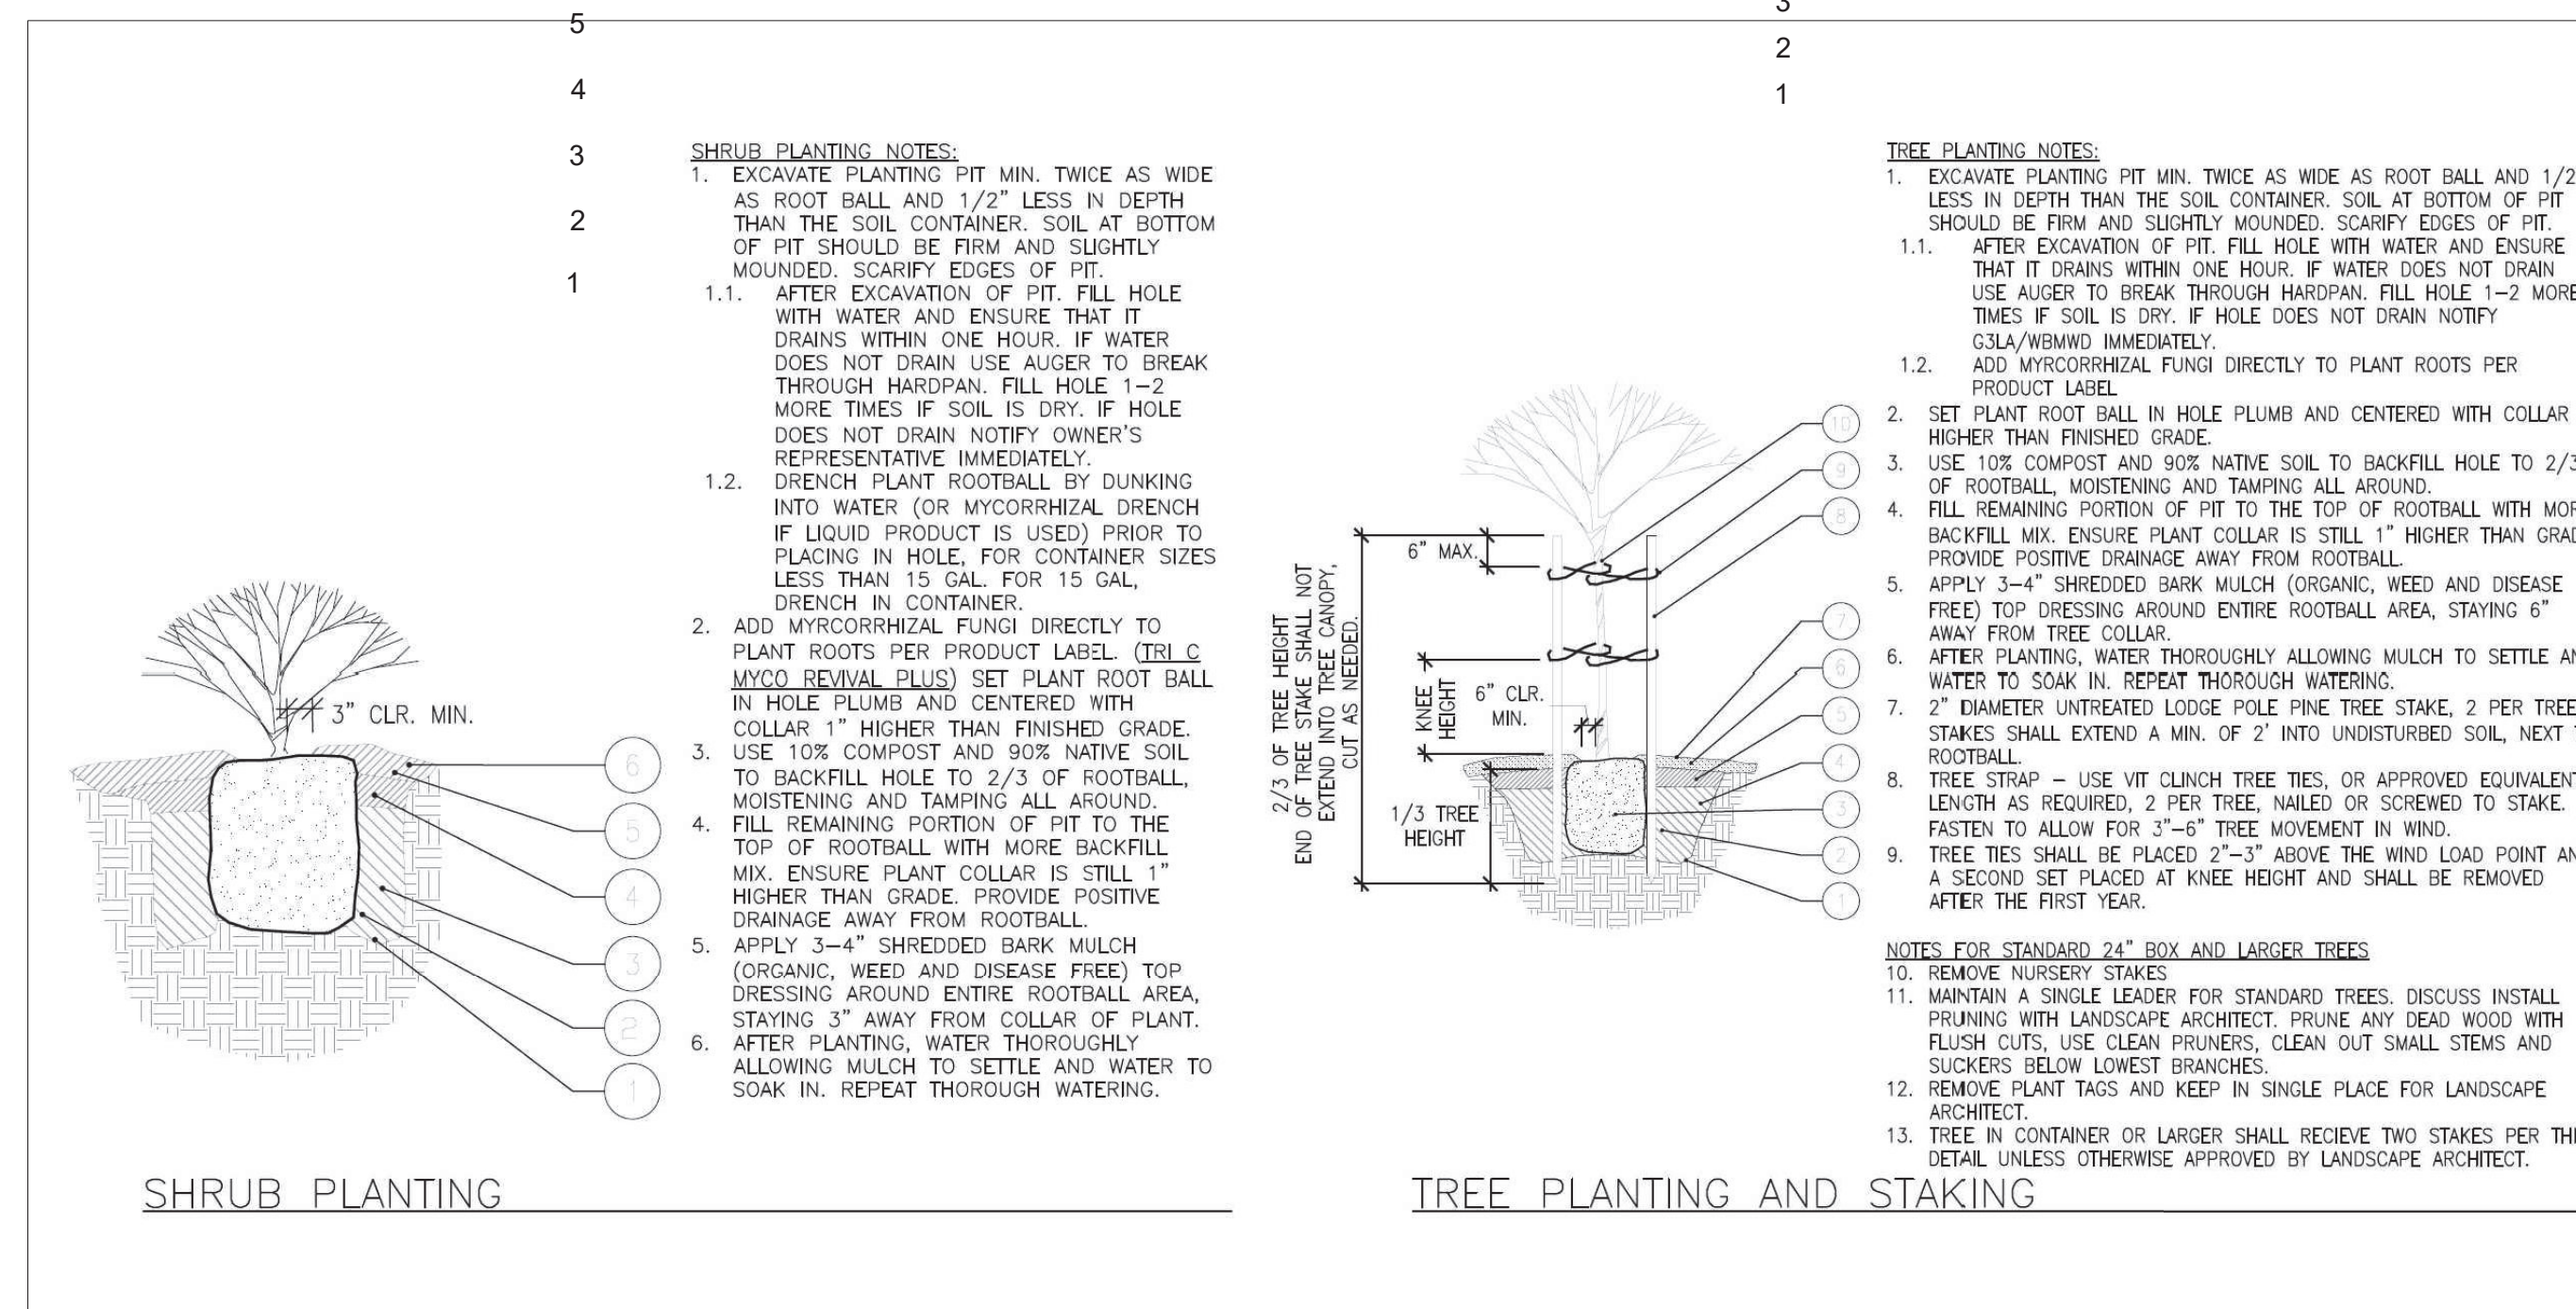 5
4
3
2
1
SHRUB PLANTING NOTES:
1. EXCAVATE PLANTING PIT MIN. TWICE AS WIDE
AS ROOT BALL AND 1/2" LESS IN DEPTH
THAN THE SOIL CONTAINER. SOIL AT BOTTOM
OF PIT SHOULD BE FIRM AND SLIGHTLY
MOUNDED. SCARIFY EDGES OF PIT.
1.1. AFTER EXCAVATION OF PIT. FILL HOLE
WITH WATER AND ENSURE THAT IT
DRAINS WITHIN ONE HOUR. IF WATER
DOES NOT DRAIN USE AUGER TO BREAK
THROUGH HARDPAN. FILL HOLE 1–2
MORE TIMES IF SOIL IS DRY. IF HOLE
DOES NOT DRAIN NOTIFY OWNER'S
REPRESENTATIVE IMMEDIATELY.
1.2. DRENCH PLANT ROOTBALL BY DUNKING
INTO WATER (OR MYCORRHIZAL DRENCH
IF LIQUID PRODUCT IS USED) PRIOR TO
PLACING IN HOLE, FOR CONTAINER SIZES
LESS THAN 15 GAL. FOR 15 GAL,
DRENCH IN CONTAINER.
2. ADD MYRCORRHIZAL FUNGI DIRECTLY TO
PLANT ROOTS PER PRODUCT LABEL. (TRI C
MYCO REVIVAL PLUS) SET PLANT ROOT BALL
IN HOLE PLUMB AND CENTERED WITH
COLLAR 1" HIGHER THAN FINISHED GRADE.
3. USE 10% COMPOST AND 90% NATIVE SOIL
TO BACKFILL HOLE TO 2/3 OF ROOTBALL,
MOISTENING AND TAMPING ALL AROUND.
4. FILL REMAINING PORTION OF PIT TO THE
TOP OF ROOTBALL WITH MORE BACKFILL
MIX. ENSURE PLANT COLLAR IS STILL 1"
HIGHER THAN GRADE. PROVIDE POSITIVE
DRAINAGE AWAY FROM ROOTBALL.
5. APPLY 3–4" SHREDDED BARK MULCH
(ORGANIC, WEED AND DISEASE FREE) TOP
DRESSING AROUND ENTIRE ROOTBALL AREA,
STAYING 3" AWAY FROM COLLAR OF PLANT.
6. AFTER PLANTING, WATER THOROUGHLY
ALLOWING MULCH TO SETTLE AND WATER TO
SOAK IN. REPEAT THOROUGH WATERING.
3" CLR. MIN.
6
5
4
3
2
1
SHRUB PLANTING
3
2
1
TREE PLANTING NOTES:
1. EXCAVATE PLANTING PIT MIN. TWICE AS WIDE AS ROOT BALL AND 1/2
LESS IN DEPTH THAN THE SOIL CONTAINER. SOIL AT BOTTOM OF PIT
SHOULD BE FIRM AND SLIGHTLY MOUNDED. SCARIFY EDGES OF PIT.
1.1. AFTER EXCAVATION OF PIT. FILL HOLE WITH WATER AND ENSURE
THAT IT DRAINS WITHIN ONE HOUR. IF WATER DOES NOT DRAIN
USE AUGER TO BREAK THROUGH HARDPAN. FILL HOLE 1–2 MORE
TIMES IF SOIL IS DRY. IF HOLE DOES NOT DRAIN NOTIFY
G3LA/WBMWD IMMEDIATELY.
1.2. ADD MYRCORRHIZAL FUNGI DIRECTLY TO PLANT ROOTS PER
PRODUCT LABEL
2. SET PLANT ROOT BALL IN HOLE PLUMB AND CENTERED WITH COLLAR
HIGHER THAN FINISHED GRADE.
3. USE 10% COMPOST AND 90% NATIVE SOIL TO BACKFILL HOLE TO 2/3
OF ROOTBALL, MOISTENING AND TAMPING ALL AROUND.
4. FILL REMAINING PORTION OF PIT TO THE TOP OF ROOTBALL WITH
BACKFILL MIX. ENSURE PLANT COLLAR IS STILL 1" HIGHER THAN
PROVIDE POSITIVE DRAINAGE AWAY FROM ROOTBALL.
5. APPLY 3–4" SHREDDED BARK MULCH (ORGANIC, WEED AND DISEASE
FREE) TOP DRESSING AROUND ENTIRE ROOTBALL AREA, STAYING 6"
AWAY FROM TREE COLLAR.
6. AFTER PLANTING, WATER THOROUGHLY ALLOWING MULCH TO SETTLE
WATER TO SOAK IN. REPEAT THOROUGH WATERING.
7. 2" DIAMETER UNTREATED LODGE POLE PINE TREE STAKE, 2 PER TREE
STAKES SHALL EXTEND A MIN. OF 2' INTO UNDISTURBED SOIL, NEXT
ROOTBALL.
8. TREE STRAP – USE VIT CLINCH TREE TIES, OR APPROVED EQUIVALENT
LENGTH AS REQUIRED, 2 PER TREE, NAILED OR SCREWED TO STAKE.
FASTEN TO ALLOW FOR 3"–6" TREE MOVEMENT IN WIND.
9. TREE TIES SHALL BE PLACED 2"–3" ABOVE THE WIND LOAD POINT
A SECOND SET PLACED AT KNEE HEIGHT AND SHALL BE REMOVED
AFTER THE FIRST YEAR.
NOTES FOR STANDARD 24" BOX AND LARGER TREES
10. REMOVE NURSERY STAKES
11. MAINTAIN A SINGLE LEADER FOR STANDARD TREES. DISCUSS INSTALL
PRUNING WITH LANDSCAPE ARCHITECT. PRUNE ANY DEAD WOOD WITH
FLUSH CUTS, USE CLEAN PRUNERS, CLEAN OUT SMALL STEMS AND
SUCKERS BELOW LOWEST BRANCHES.
12. REMOVE PLANT TAGS AND KEEP IN SINGLE PLACE FOR LANDSCAPE
ARCHITECT.
13. TREE IN CONTAINER OR LARGER SHALL RECIEVE TWO STAKES PER
DETAIL UNLESS OTHERWISE APPROVED BY LANDSCAPE ARCHITECT.
2/3 OF TREE HEIGHT
END OF TREE STAKE SHALL NOT
EXTEND INTO TREE CANOPY,
CUT AS NEEDED.
6" MAX.
KNEE
HEIGHT
6" CLR.
MIN.
1/3 TREE
HEIGHT
10
9
8
7
6
5
4
3
2
1
TREE PLANTING AND STAKING